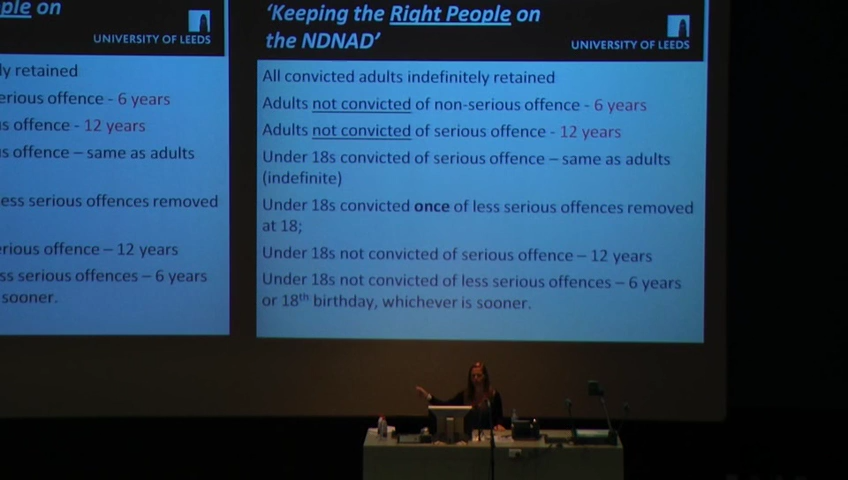 ple on
UNIVERSITY OF LEEDS
ly retained
erious offence - 6 years
s offence - 12 years
s offence – same as adults
ess serious offences removed
erious offence – 12 years
ss serious offences – 6 years
sooner.
'Keeping the Right People on
the NDNAD'
UNIVERSITY OF LEEDS
All convicted adults indefinitely retained
Adults not convicted of non-serious offence - 6 years
Adults not convicted of serious offence - 12 years
Under 18s convicted of serious offence – same as adults
(indefinite)
Under 18s convicted once of less serious offences removed
at 18;
Under 18s not convicted of serious offence – 12 years
Under 18s not convicted of less serious offences – 6 years
or 18th birthday, whichever is sooner.